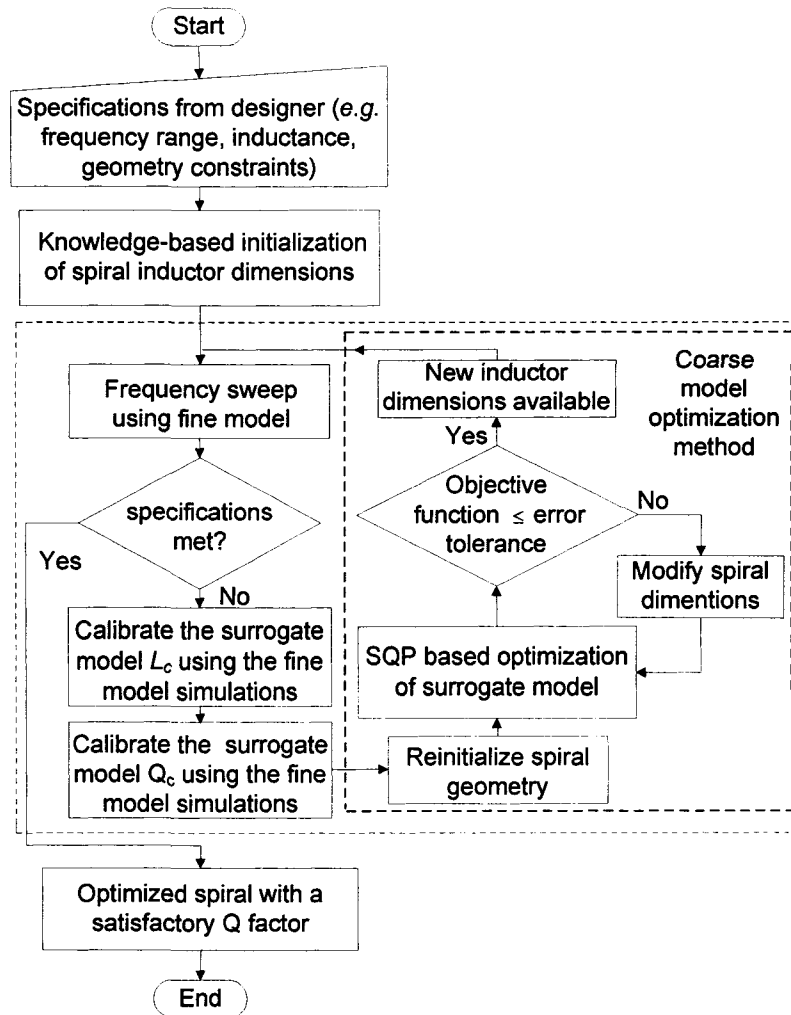 Start
Specifications from designer (e.g.
frequency range, inductance,
geometry constraints)
Knowledge-based initialization
of spiral inductor dimensions
Frequency sweep
using fine model
specifications
met?
Yes
No
Calibrate the surrogate
model Lc using the fine
model simulations
Calibrate the surrogate
model Qc using the fine
model simulations
New inductor
dimensions available
Coarse
model
optimization
method
Yes
Objective
function ≤ error
tolerance
No
Modify spiral
dimentions
SQP based optimization
of surrogate model
Reinitialize spiral
geometry
Optimized spiral with a
satisfactory Q factor
End